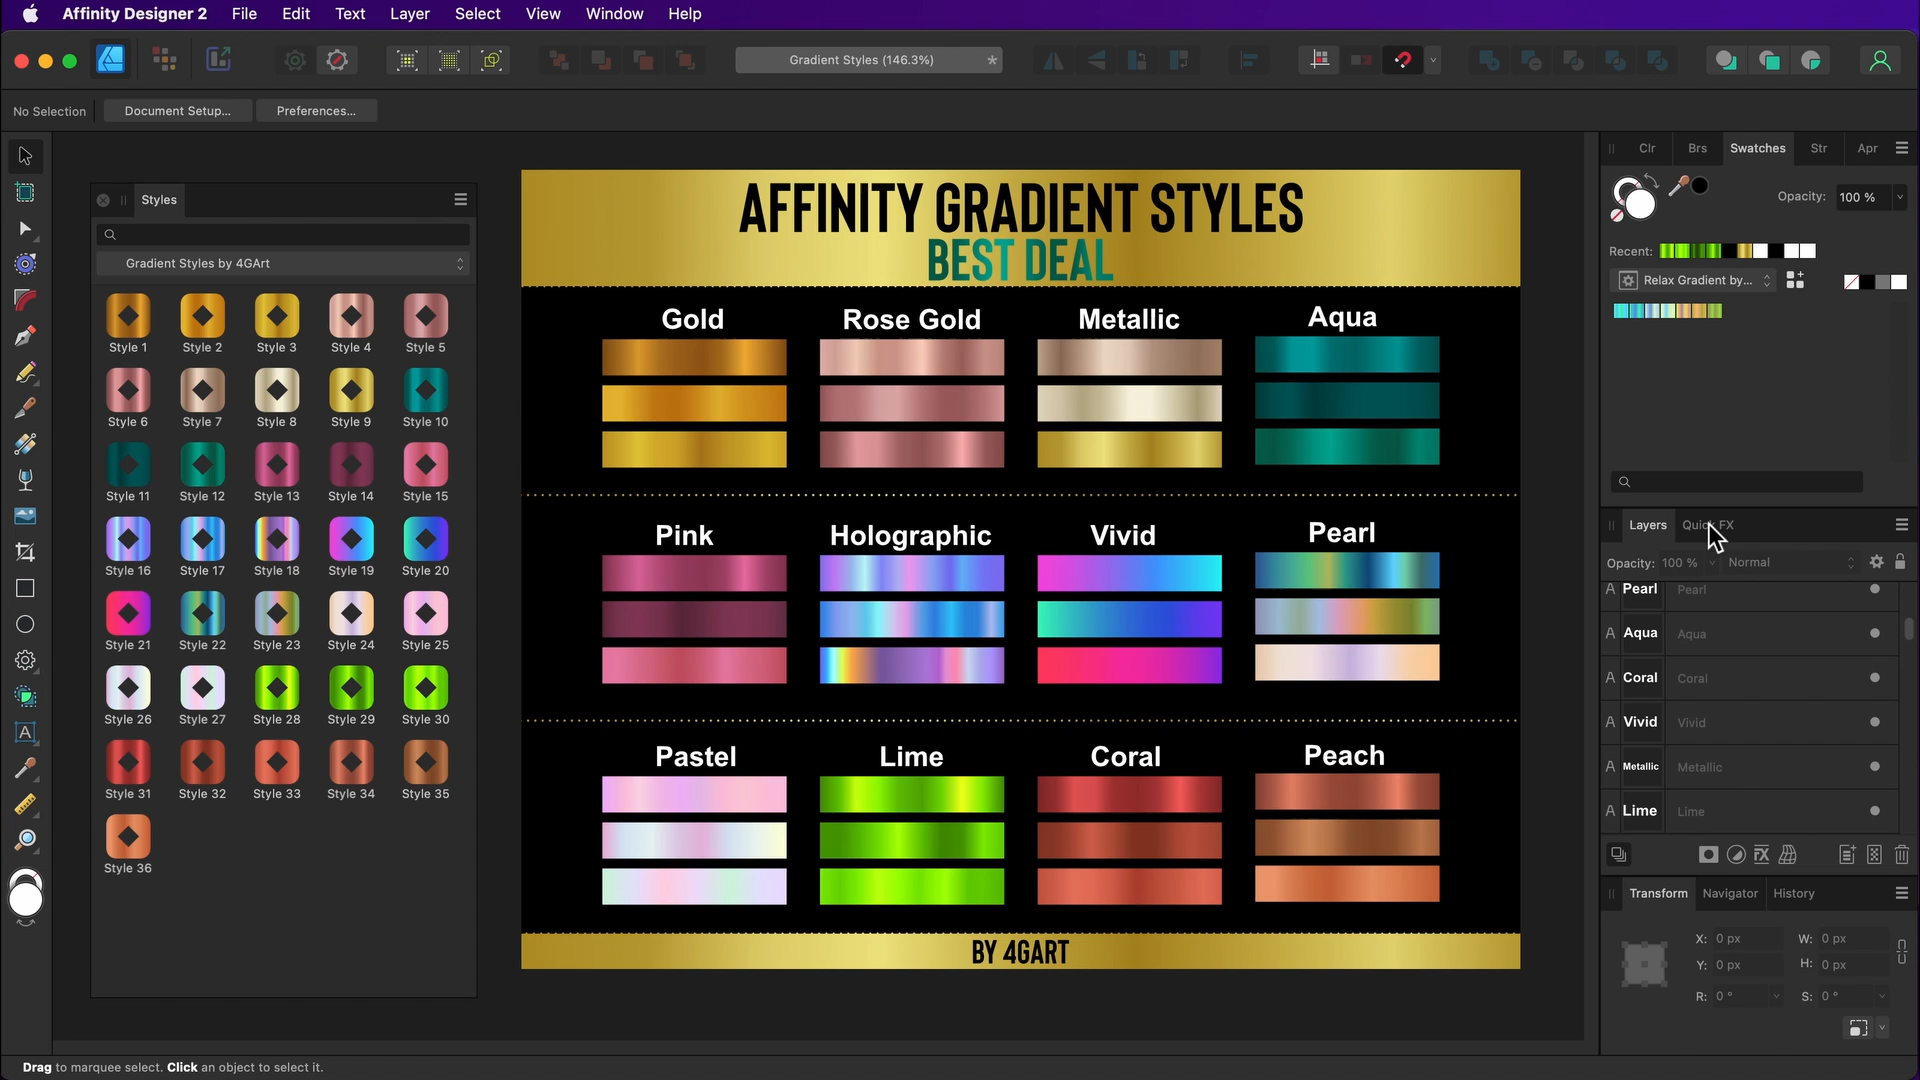 Affinity Designer 2 File Edit Text Layer Select View Window Help
Gradient Styles (146.3%) *
No Selection Document Setup... Preferences...
Styles
Gradient Styles by 4GArt
Style 1 Style 2 Style 3 Style 4 Style 5
Style 6 Style 7 Style 8 Style 9 Style 10
Style 11 Style 12 Style 13 Style 14 Style 15
Style 16 Style 17 Style 18 Style 19 Style 20
Style 21 Style 22 Style 23 Style 24 Style 25
Style 26 Style 27 Style 28 Style 29 Style 30
Style 31 Style 32 Style 33 Style 34 Style 35
Style 36
AFFINITY GRADIENT STYLES
BEST DEAL
Gold Rose Gold Metallic Aqua
Pink Holographic Vivid Pearl
Pastel Lime Coral Peach
BY 4GART
Clr Brs Swatches Str Apr
Opacity: 100 %
Recent:
Relax Gradient by...
Layers Quick FX
Opacity: 100 % Normal
A Pearl Pearl
A Aqua Aqua
A Coral Coral
A Vivid Vivid
A Metallic Metallic
A Lime Lime
Transform Navigator History
X: 0 px W: 0 px
Y: 0 px H: 0 px
R: 0 ° S: 0 °
Drag to marquee select. Click an object to select it.